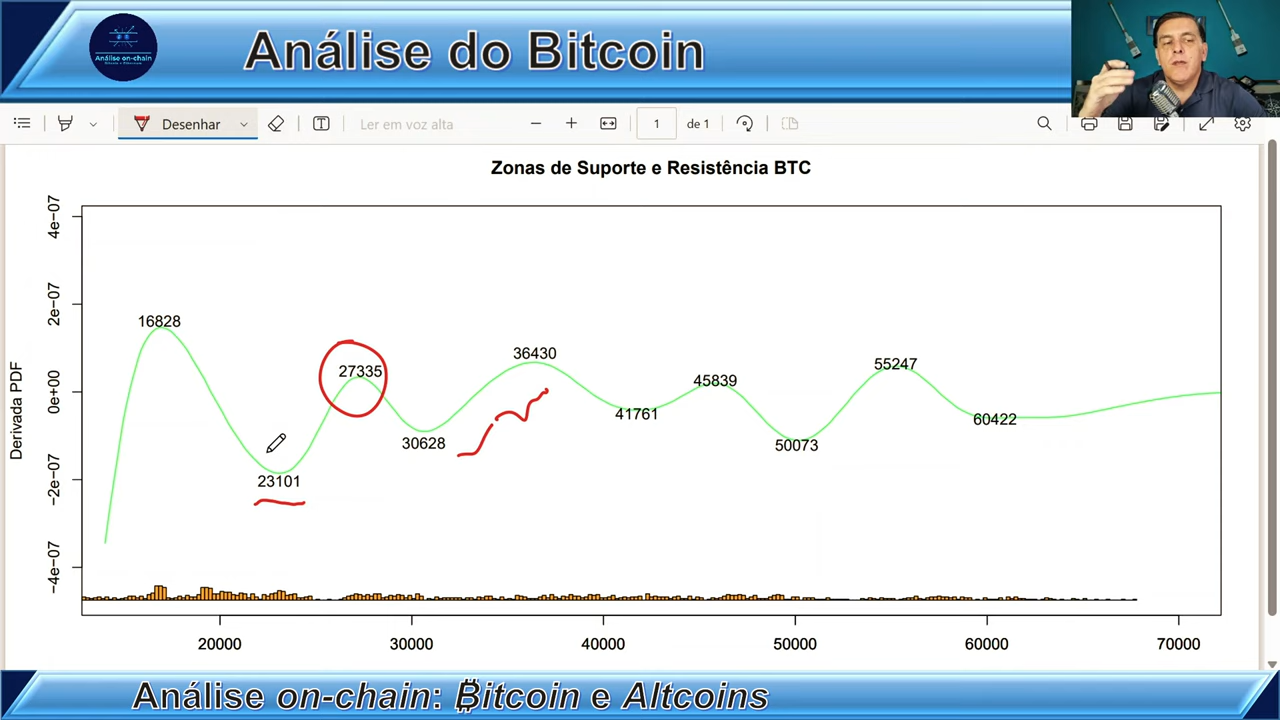 Análise do Bitcoin
Análise on-chain
Desenhar
Ler em voz alta
1
de 1
Zonas de Suporte e Resistência BTC
Derivada PDF
4e−07
2e−07
0e+00
−2e−07
−4e−07
16828
23101
27335
30628
36430
41761
45839
50073
55247
60422
20000
30000
40000
50000
60000
70000
Análise on-chain: ₿itcoin e Altcoins